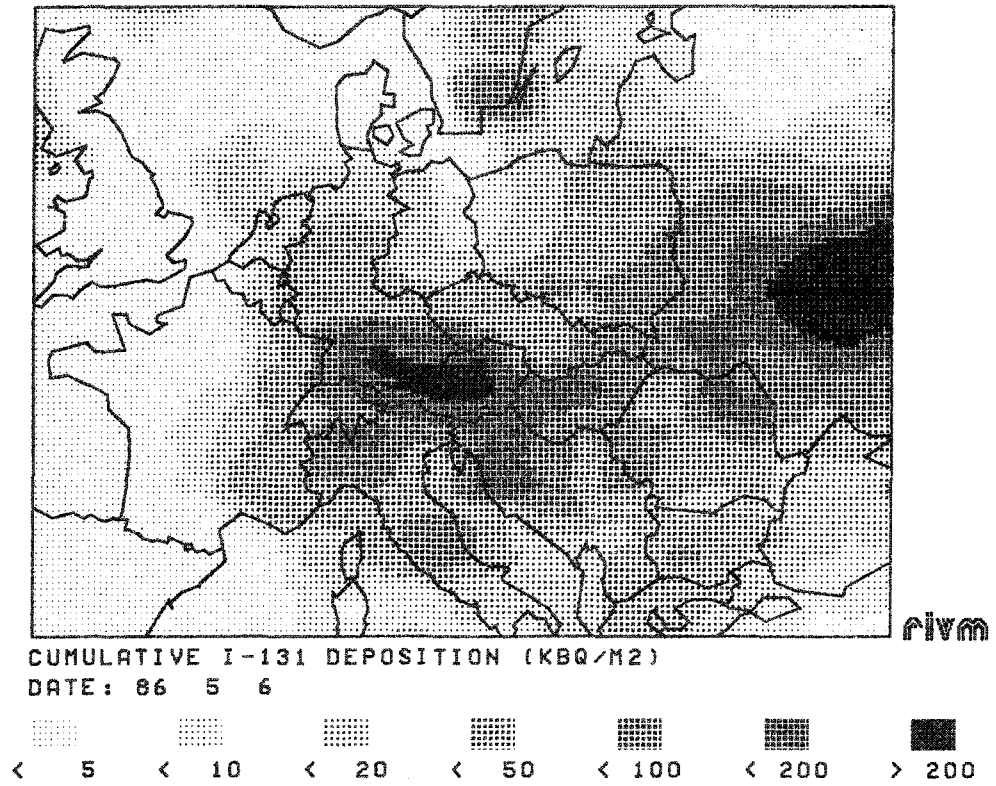 rivm
CUMULATIVE I-131 DEPOSITION (KBQ/M2)
DATE: 86 5 6
< 5 < 10 < 20 < 50 < 100 < 200 > 200